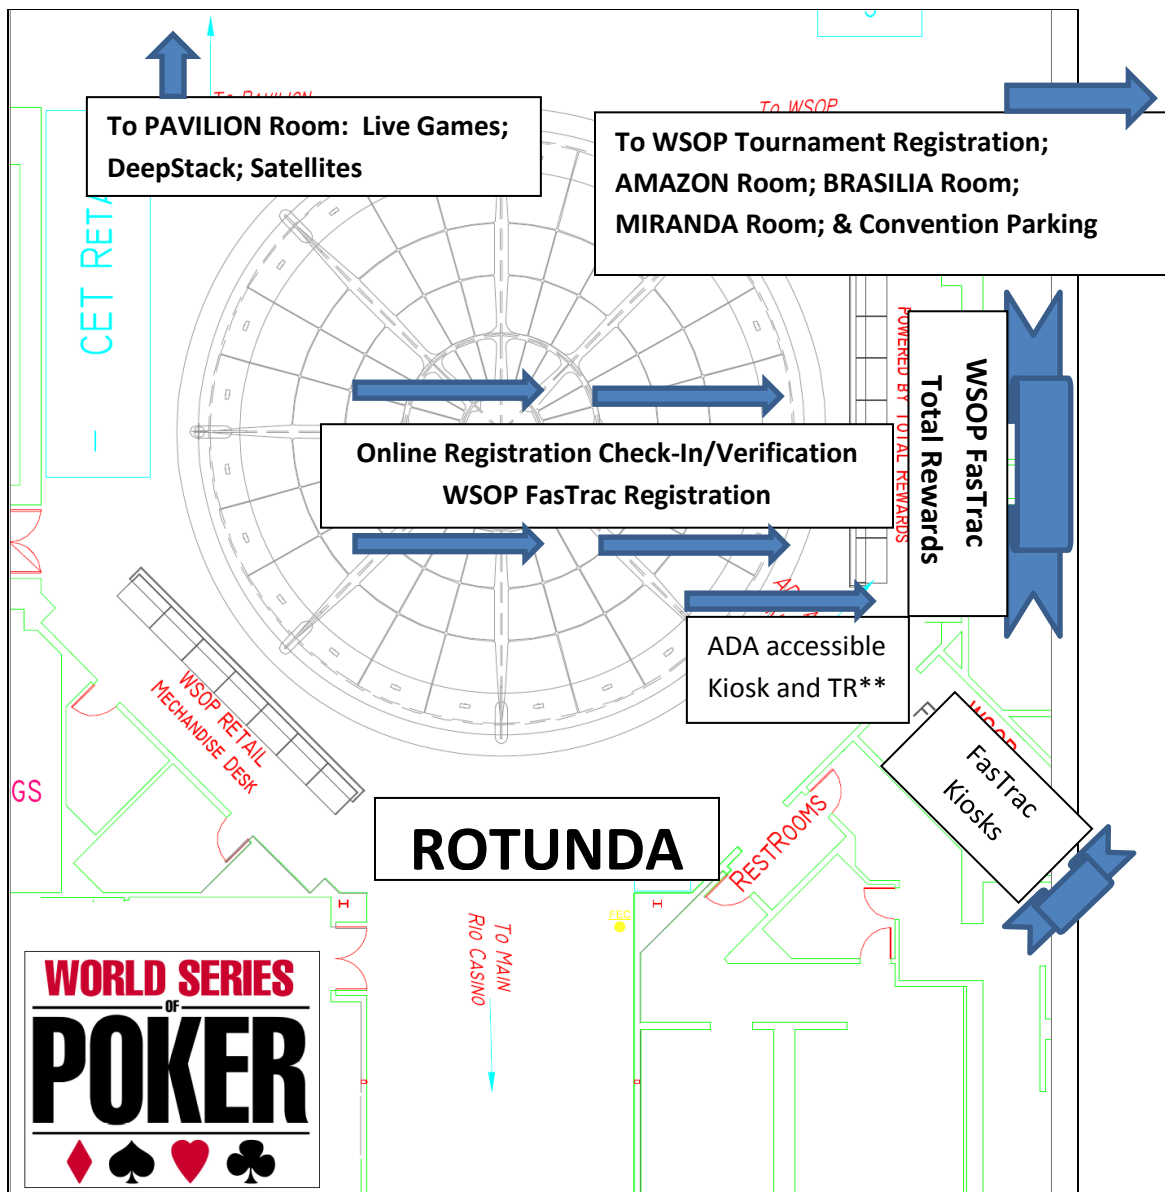 To PAVILION Room:  Live Games;
DeepStack; Satellites
To WSOP
To WSOP Tournament Registration;
AMAZON Room; BRASILIA Room;
MIRANDA Room; & Convention Parking
CET RETA
POWERED BY TOTAL REWARDS
WSOP FasTrac
Total Rewards
Online Registration Check-In/Verification
WSOP FasTrac Registration
ADA accessible
Kiosk and TR**
WSOP RETAIL
MECHANDISE DESK
FasTrac
Kiosks
GS
ROTUNDA
RESTROOMS
H
H
FEC
TO MAIN
RIO CASINO
WORLD SERIES
OF
POKER